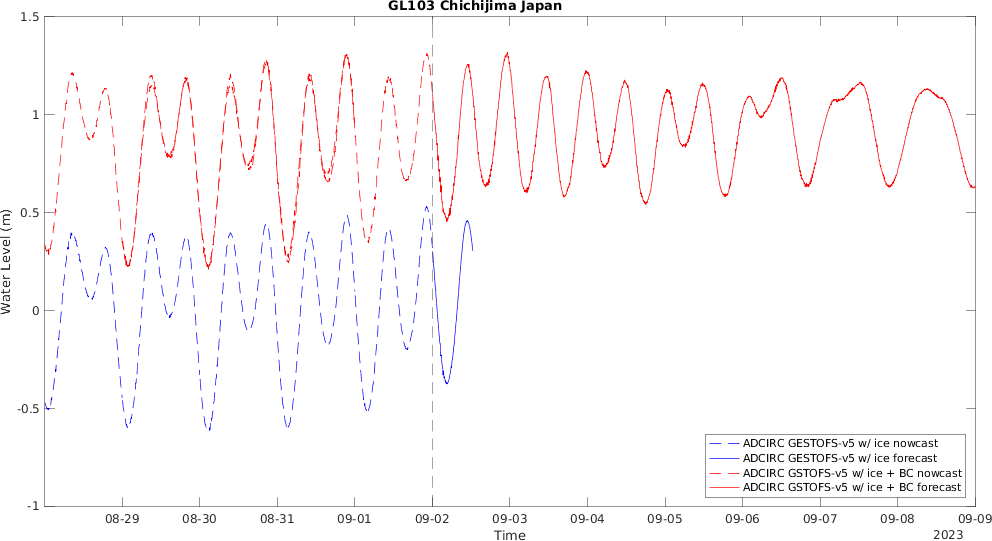 GL103 Chichijima Japan
1.5
1
0.5
0
-0.5
-1
Water Level (m)
ADCIRC GESTOFS-v5 w/ ice nowcast
ADCIRC GESTOFS-v5 w/ ice forecast
ADCIRC GSTOFS-v5 w/ ice + BC nowcast
ADCIRC GSTOFS-v5 w/ ice + BC forecast
08-29 08-30 08-31 09-01 09-02 09-03 09-04 09-05 09-06 09-07 09-08 09-09
Time
2023